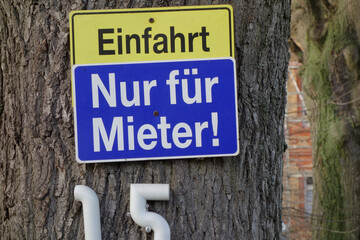 Einfahrt
Nur für
Mieter!
15